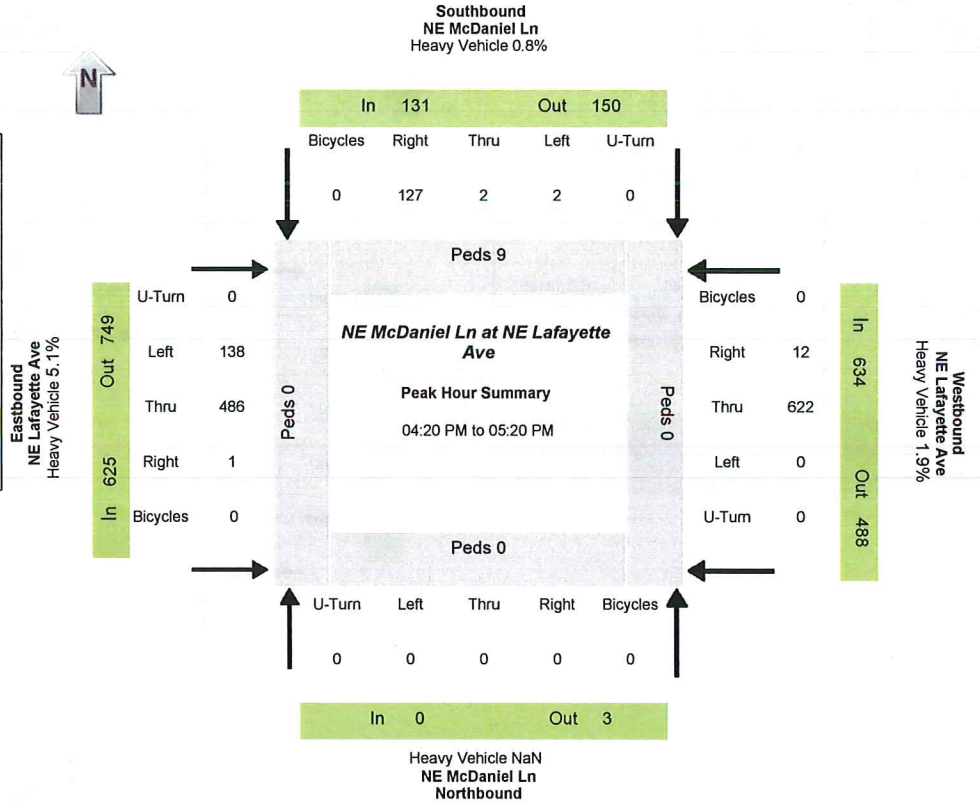 Southbound
NE McDaniel Ln
Heavy Vehicle 0.8%
N
In 131 Out 150
Bicycles Right Thru Left U-Turn
0 127 2 2 0
Peds 9
Eastbound
NE Lafayette Ave
Heavy Vehicle 5.1%
In 625 Out 749
U-Turn 0
Left 138
Thru 486
Right 1
Bicycles 0
Peds 0
NE McDaniel Ln at NE Lafayette
Ave
Peak Hour Summary
04:20 PM to 05:20 PM
Peds 0
Bicycles 0
Right 12
Thru 622
Left 0
U-Turn 0
In 634 Out 488
Westbound
NE Lafayette Ave
Heavy Vehicle 1.9%
Peds 0
U-Turn Left Thru Right Bicycles
0 0 0 0 0
In 0 Out 3
Heavy Vehicle NaN
NE McDaniel Ln
Northbound